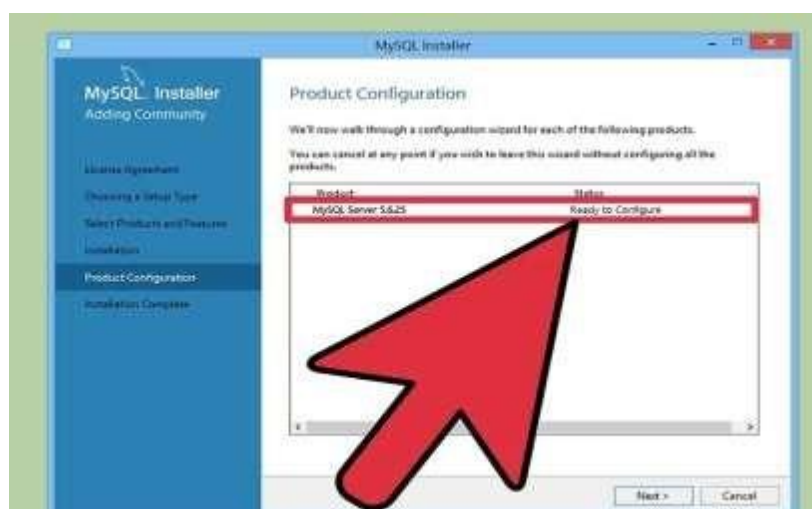 MySQL Installer
MySQL. Installer
Adding Community
License Agreement
Choosing a Setup Type
Select Products and Features
Installation
Product Configuration
Installation Complete
Product Configuration
We'll now walk through a configuration wizard for each of the following products.
You can cancel at any point if you wish to leave this wizard without configuring all the
products.
Product Status
MySQL Server 5.6.25 Ready to Configure
Next > Cancel